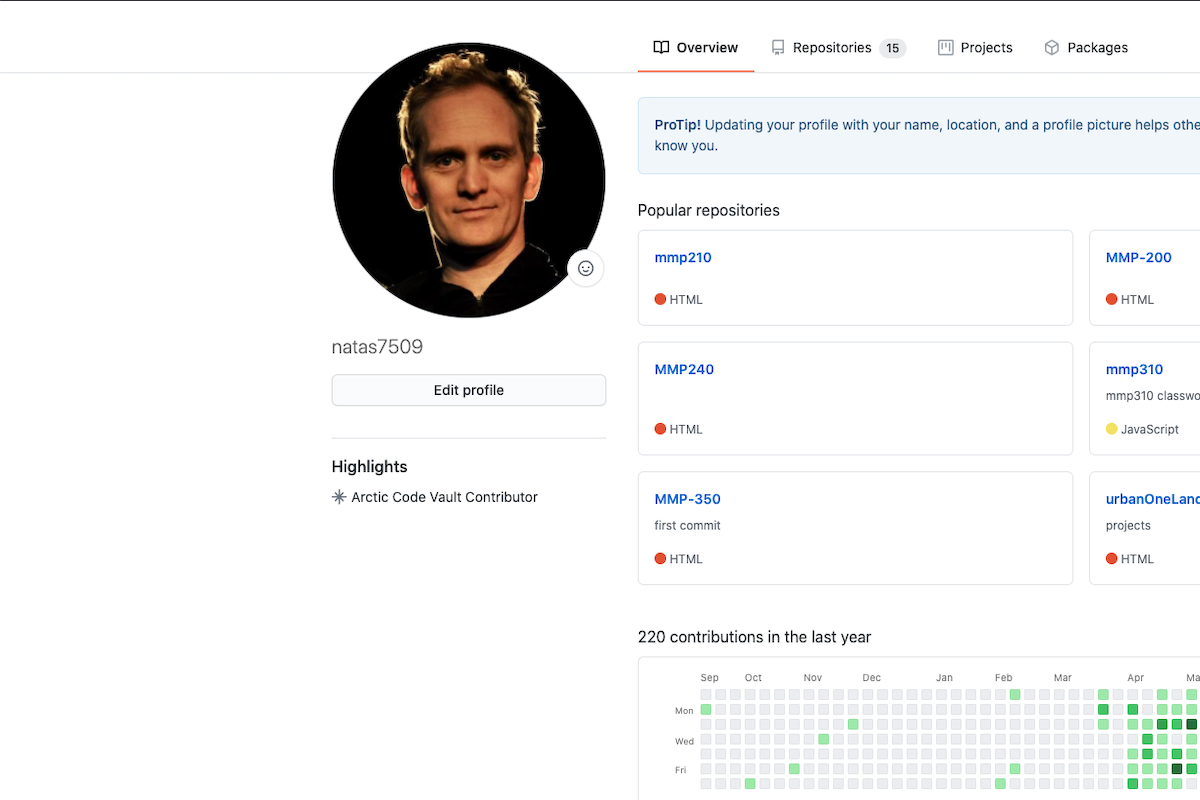 Overview Repositories 15 Projects Packages
ProTip! Updating your profile with your name, location, and a profile picture helps othe
know you.
natas7509
Edit profile
Highlights
Arctic Code Vault Contributor
Popular repositories
mmp210
HTML
MMP-200
HTML
MMP240
HTML
mmp310
mmp310 classwo
JavaScript
MMP-350
first commit
HTML
urbanOneLand
projects
HTML
220 contributions in the last year
Sep Oct Nov Dec Jan Feb Mar Apr Ma
Mon
Wed
Fri